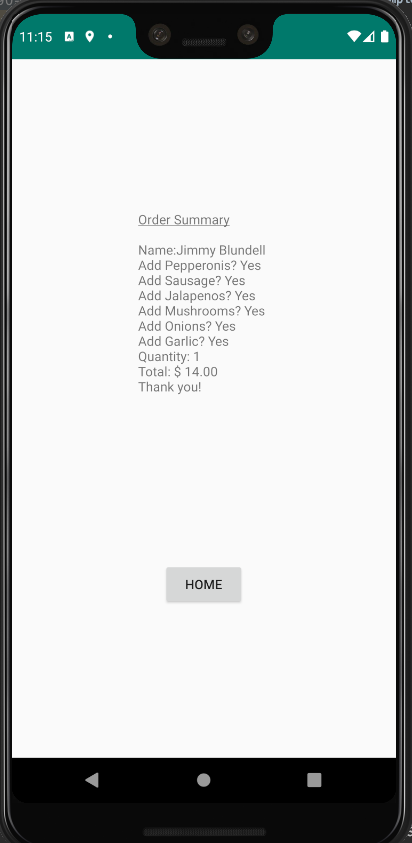 11:15
Order Summary
Name:Jimmy Blundell
Add Pepperonis? Yes
Add Sausage? Yes
Add Jalapenos? Yes
Add Mushrooms? Yes
Add Onions? Yes
Add Garlic? Yes
Quantity: 1
Total: $ 14.00
Thank you!
HOME